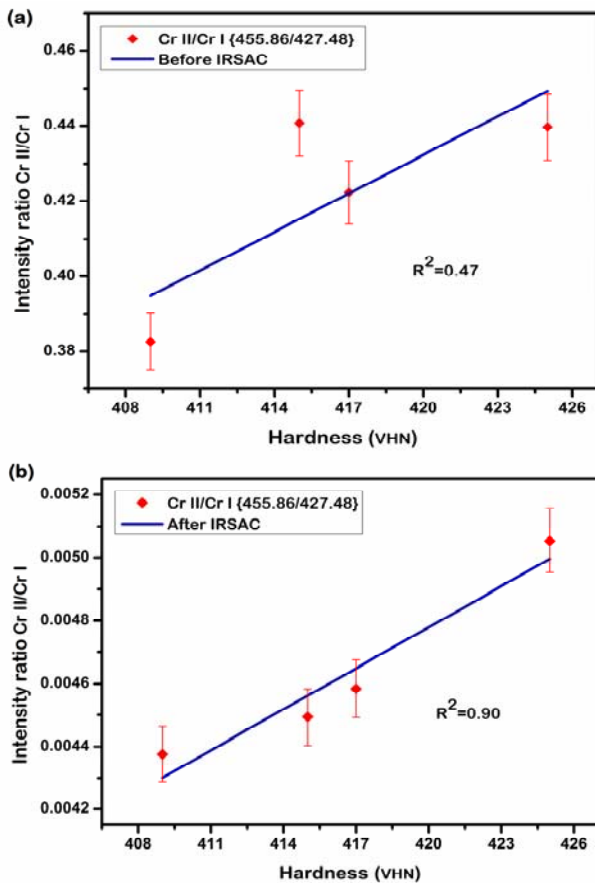 (a)
Cr II/Cr I {455.86/427.48}
Before IRSAC
0.46
0.44
0.42
0.40
0.38
Intensity ratio Cr II/Cr I
R2=0.47
408 411 414 417 420 423 426
Hardness (VHN)
(b)
Cr II/Cr I {455.86/427.48}
After IRSAC
0.0052
0.0050
0.0048
0.0046
0.0044
0.0042
Intensity ratio Cr II/Cr I
R2=0.90
408 411 414 417 420 423 426
Hardness (VHN)